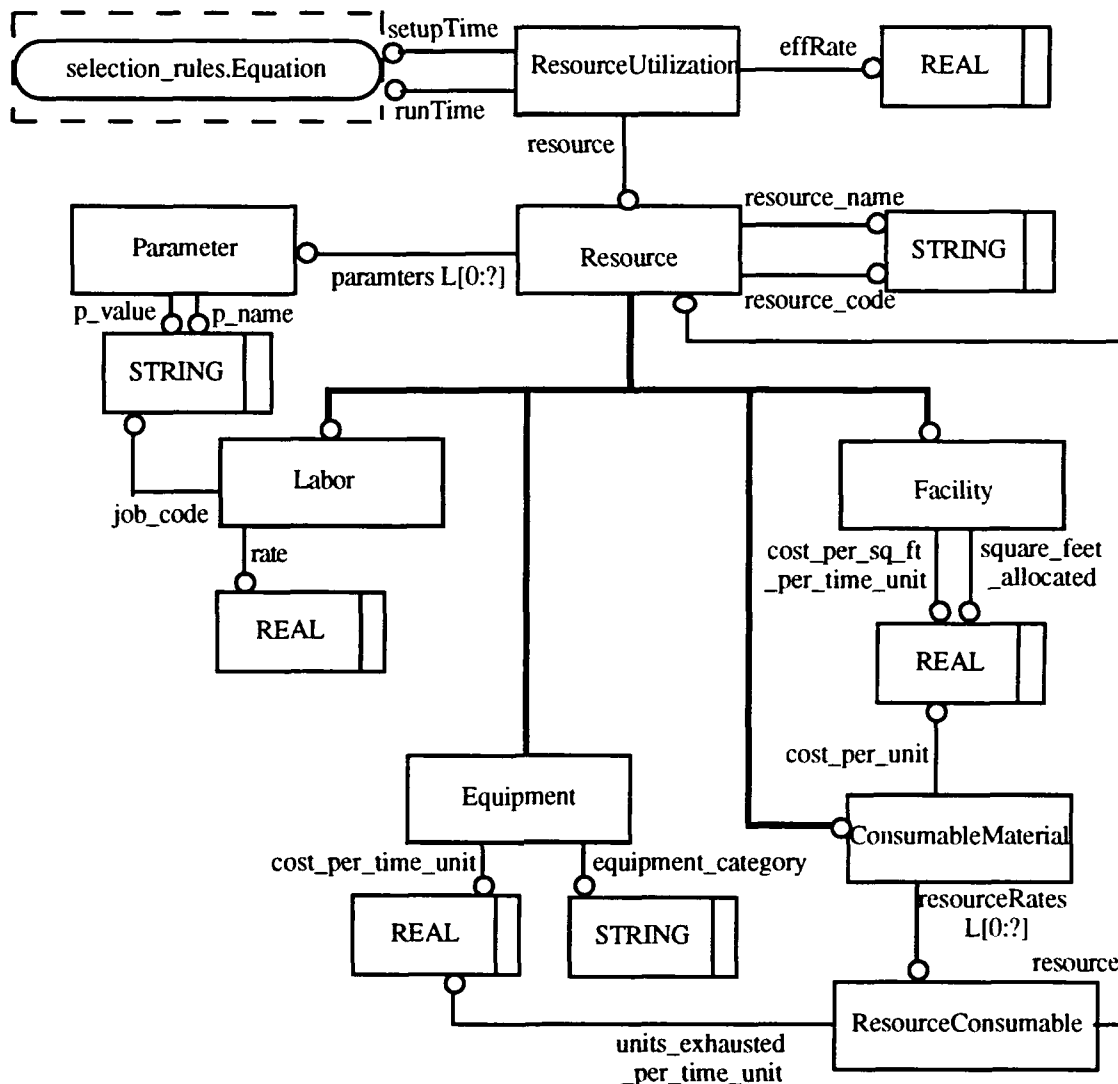 setupTime
selection_rules.Equation
runTime
ResourceUtilization
effRate
REAL
resource
Parameter
paramters L[0:?]
Resource
resource_name
STRING
resource_code
p_value
p_name
STRING
Labor
job_code
rate
REAL
Facility
cost_per_sq_ft
_per_time_unit
square_feet
_allocated
REAL
cost_per_unit
Equipment
ConsumableMaterial
cost_per_time_unit
equipment_category
REAL
STRING
resourceRates
L[0:?]
resource
ResourceConsumable
units_exhausted
_per_time_unit